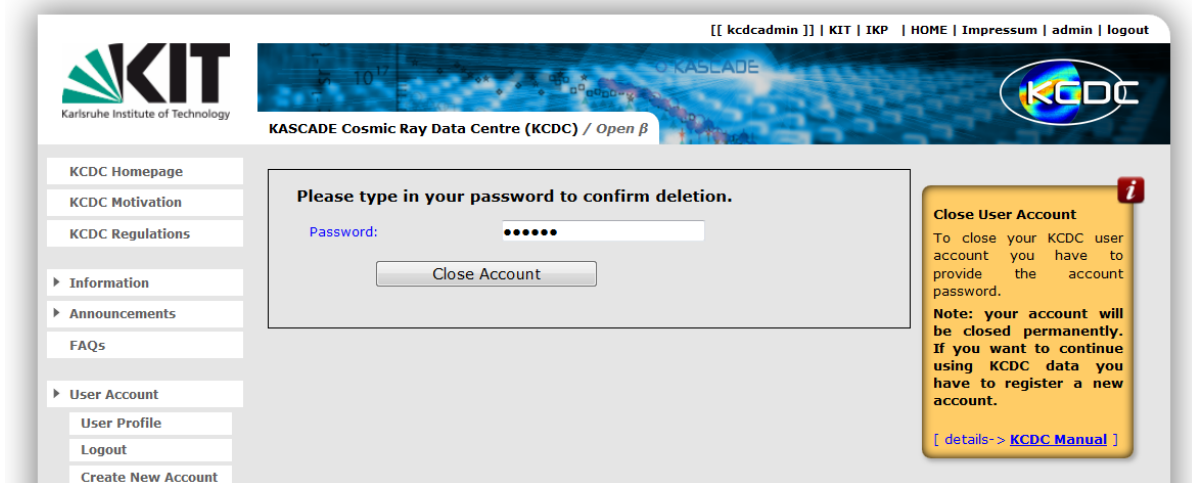 [[ kcdcadmin ]] | KIT | IKP | HOME | Impressum | admin | logout
KIT
Karlsruhe Institute of Technology
10¹⁷
KASCADE
KCDC
KASCADE Cosmic Ray Data Centre (KCDC) / Open β
KCDC Homepage
KCDC Motivation
KCDC Regulations
Information
Announcements
FAQs
User Account
User Profile
Logout
Create New Account
Please type in your password to confirm deletion.
Password: ●●●●●●
Close Account
i
Close User Account
To close your KCDC user
account you have to
provide the account
password.
Note: your account will
be closed permanently.
If you want to continue
using KCDC data you
have to register a new
account.
[ details-> KCDC Manual ]